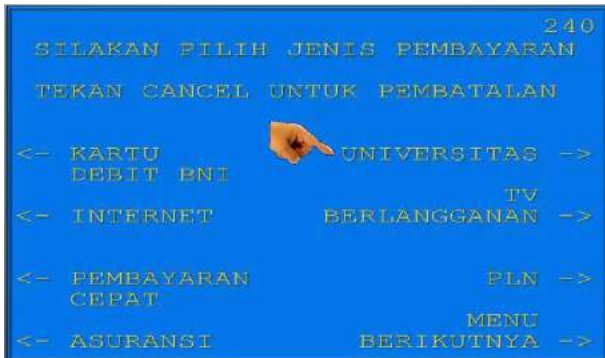 240
SILAKAN PILIH JENIS PEMBAYARAN
TEKAN CANCEL UNTUK PEMBATALAN
<- KARTU UNIVERSITAS ->
DEBIT BNI
TV
<- INTERNET BERLANGGANAN ->
<- PEMBAYARAN PLN ->
CEPAT
MENU
<- ASURANSI BERIKUTNYA ->